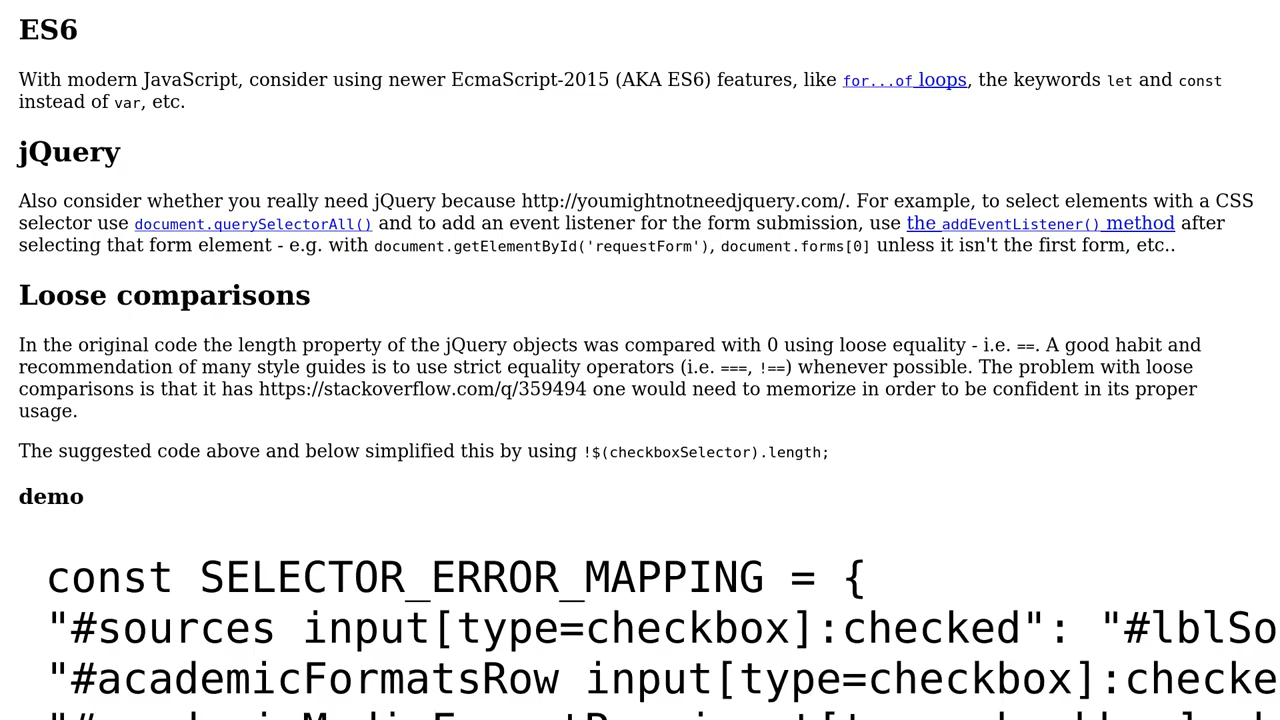 ES6
With modern JavaScript, consider using newer EcmaScript-2015 (AKA ES6) features, like for...of loops, the keywords let and const
instead of var, etc.
jQuery
Also consider whether you really need jQuery because http://youmightnotneedjquery.com/. For example, to select elements with a CSS
selector use document.querySelectorAll() and to add an event listener for the form submission, use the addEventListener() method after
selecting that form element - e.g. with document.getElementById('requestForm'), document.forms[0] unless it isn't the first form, etc..
Loose comparisons
In the original code the length property of the jQuery objects was compared with 0 using loose equality - i.e. ==. A good habit and
recommendation of many style guides is to use strict equality operators (i.e. ===, !==) whenever possible. The problem with loose
comparisons is that it has https://stackoverflow.com/q/359494 one would need to memorize in order to be confident in its proper
usage.
The suggested code above and below simplified this by using !$(checkboxSelector).length;
demo
const SELECTOR_ERROR_MAPPING = {
"#sources input[type=checkbox]:checked": "#lblSo
"#academicFormatsRow input[type=checkbox]:checke